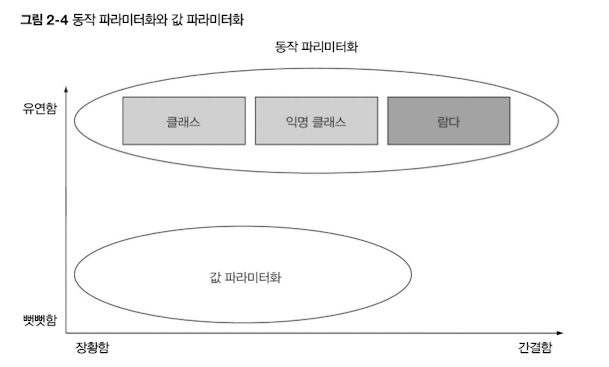 그림 2-4 동작 파라미터화와 값 파라미터화
동작 파리미터화
유연함
클래스
익명 클래스
람다
값 파라미터화
뻣뻣함
장황함
간결함